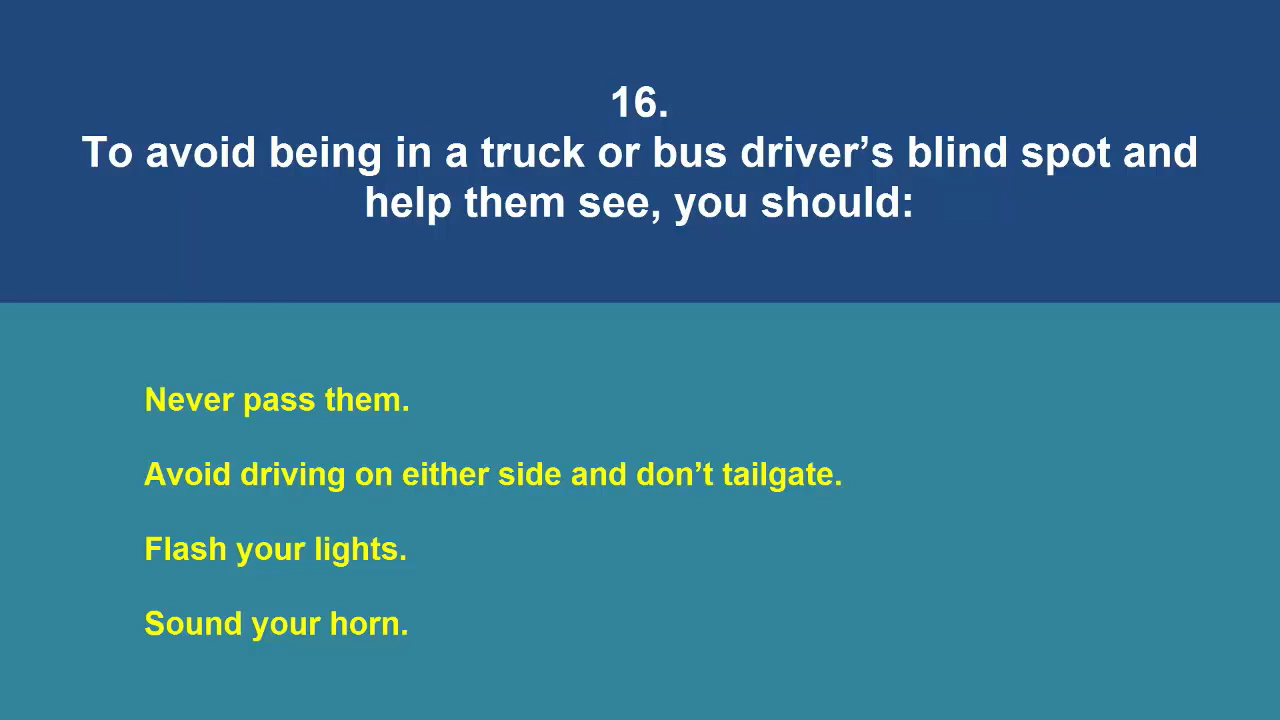 16.
To avoid being in a truck or bus driver’s blind spot and
help them see, you should:
Never pass them.
Avoid driving on either side and don’t tailgate.
Flash your lights.
Sound your horn.